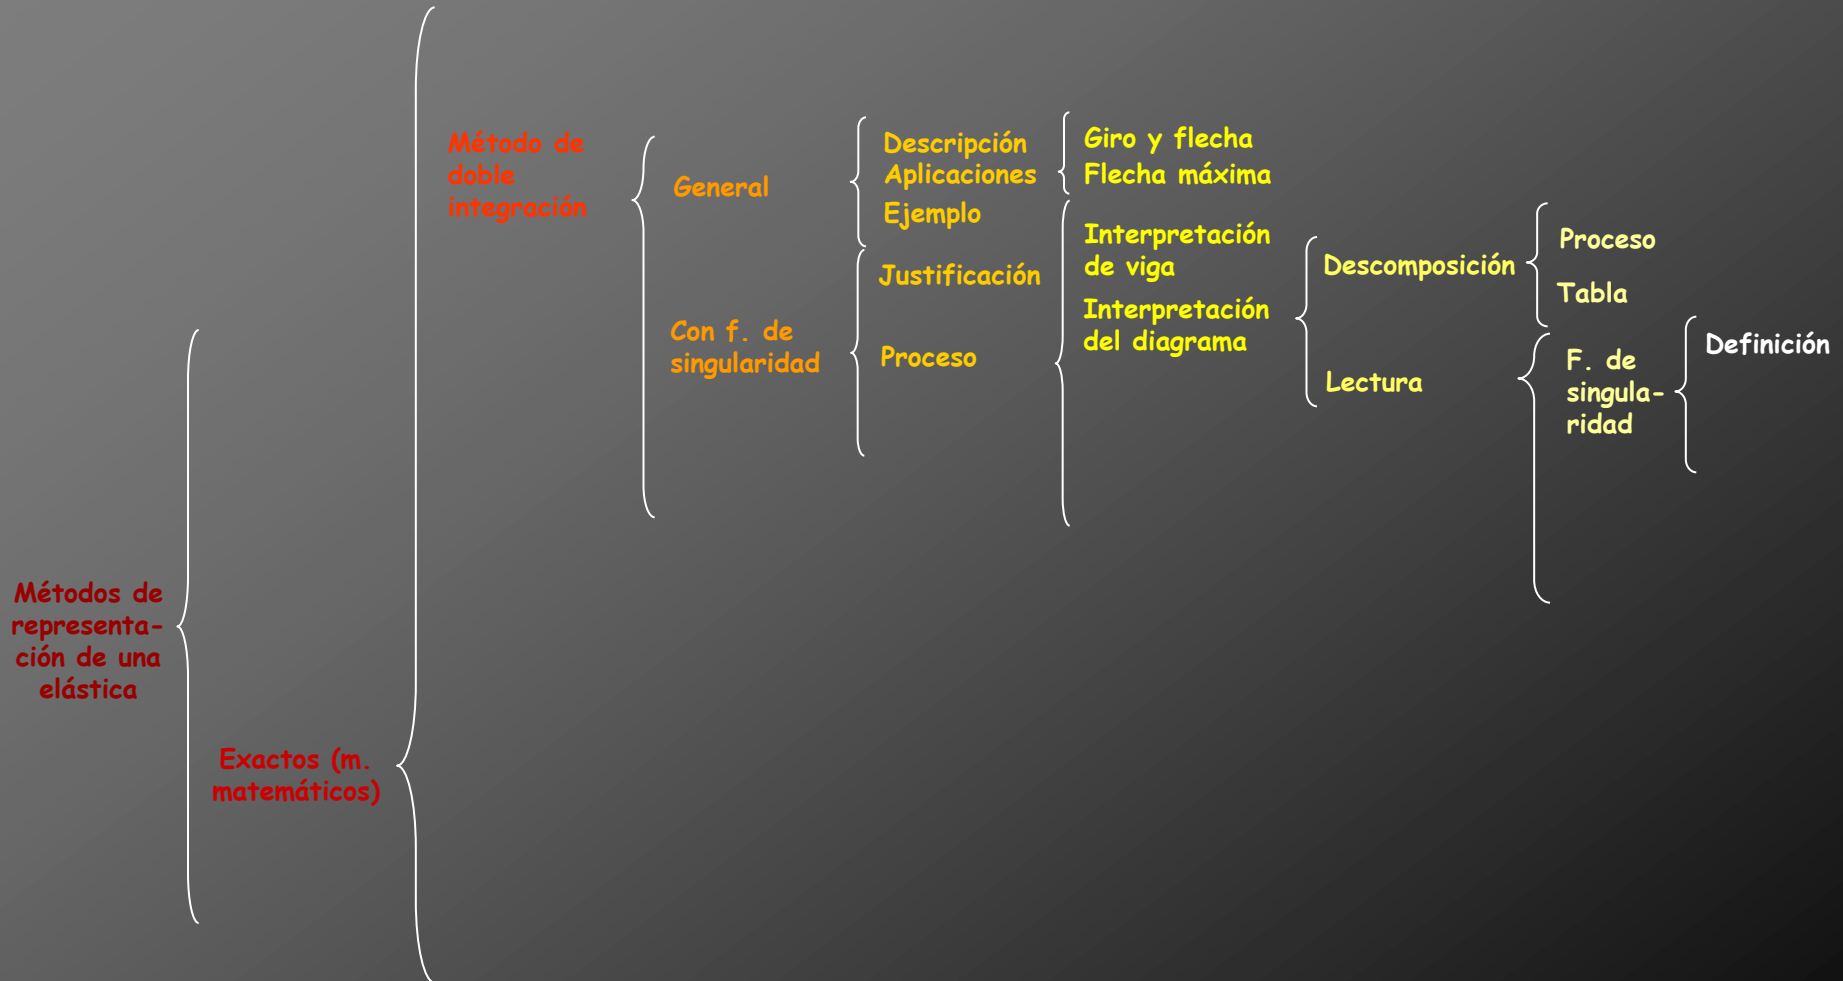 Método de
doble
integración
General
Descripción
Aplicaciones
Ejemplo
Giro y flecha
Flecha máxima
Con f. de
singularidad
Justificación
Proceso
Interpretación
de viga
Interpretación
del diagrama
Descomposición
Proceso
Tabla
Lectura
F. de
singula-
ridad
Definición
Métodos de
representa-
ción de una
elástica
Exactos (m.
matemáticos)